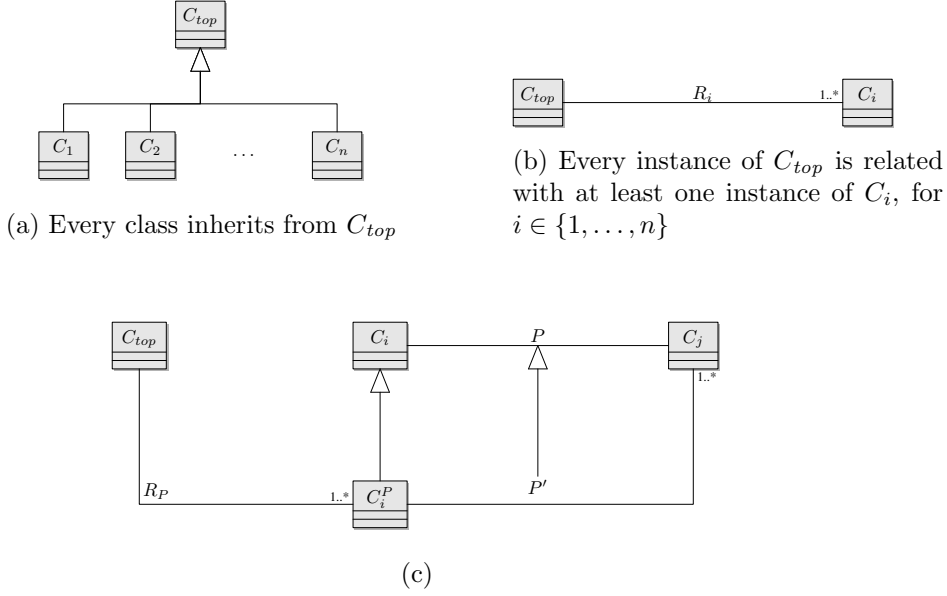 C_top
C_1 C_2 ... C_n
(a) Every class inherits from C_top
C_top R_i 1..* C_i
(b) Every instance of C_top is related
with at least one instance of C_i, for
i ∈ {1, . . . , n}
C_top C_i P C_j
1..*
R_P 1..* C_i^P P′
(c)